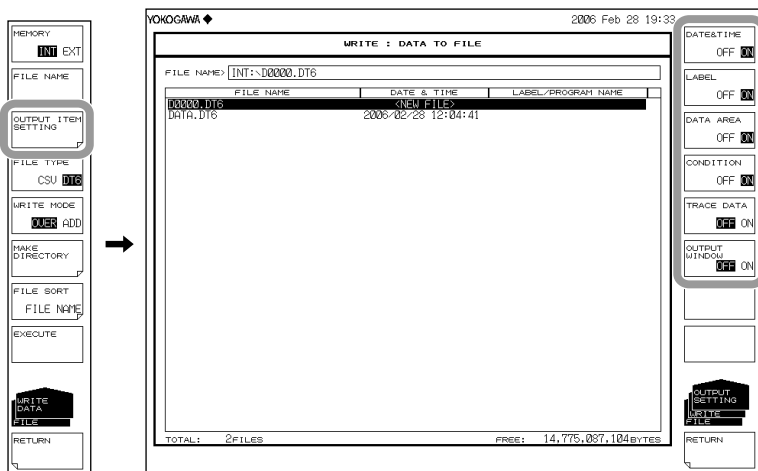 MEMORY
INT EXT
FILE NAME
OUTPUT ITEM
SETTING
FILE TYPE
CSV DT6
WRITE MODE
OVER ADD
MAKE
DIRECTORY
FILE SORT
FILE NAME
EXECUTE
WRITE
DATA
FILE
RETURN
YOKOGAWA
2006 Feb 28 19:33
WRITE : DATA TO FILE
FILE NAME> INT:\D0000.DT6
FILE NAME DATE & TIME LABEL/PROGRAM NAME
D0000.DT6 <NEW FILE>
DATA.DT6 2006/02/28 12:04:41
TOTAL: 2FILES FREE: 14,775,087,104BYTES
DATE&TIME
OFF ON
LABEL
OFF ON
DATA AREA
OFF ON
CONDITION
OFF ON
TRACE DATA
OFF ON
OUTPUT
WINDOW
OFF ON
OUTPUT
SETTING
WRITE
FILE
RETURN